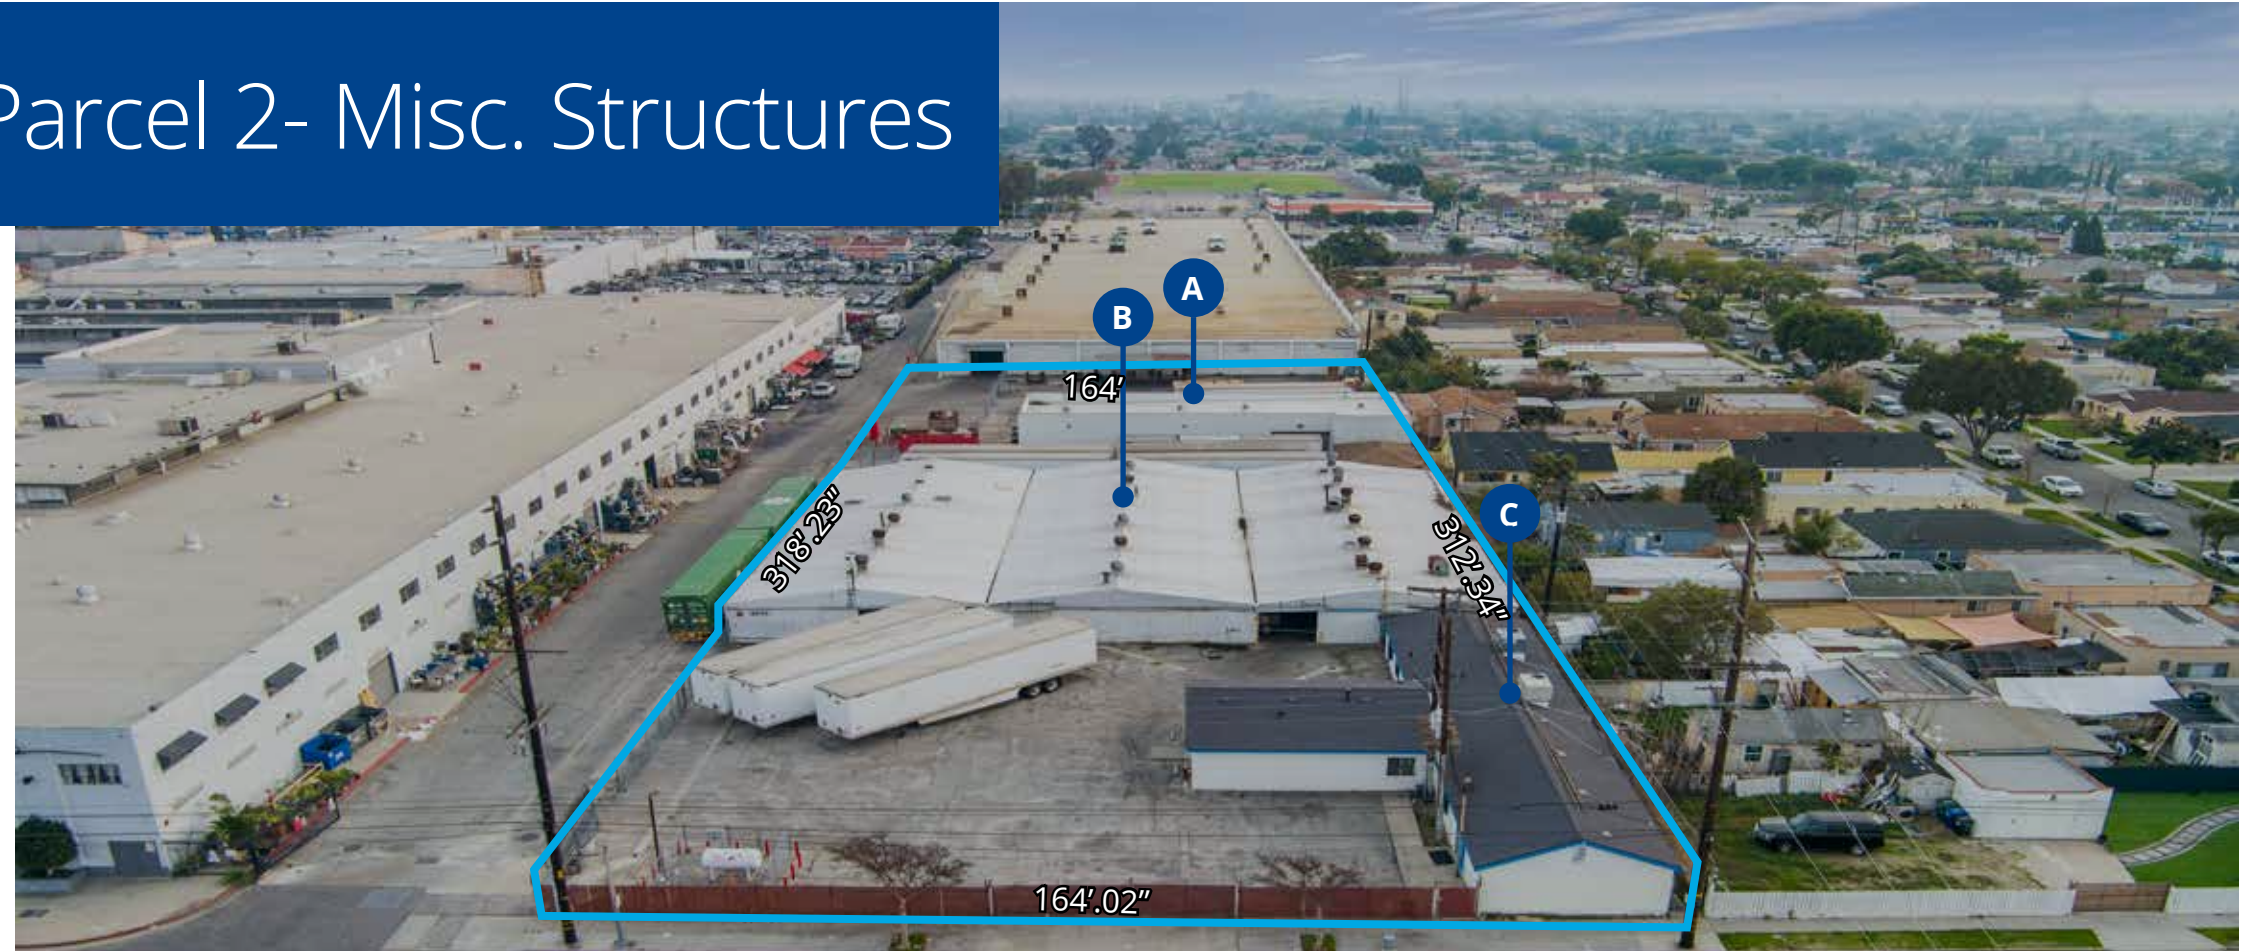 Parcel 2- Misc. Structures
A
B
164'
318'.23"
C
312'.34"
164'.02"